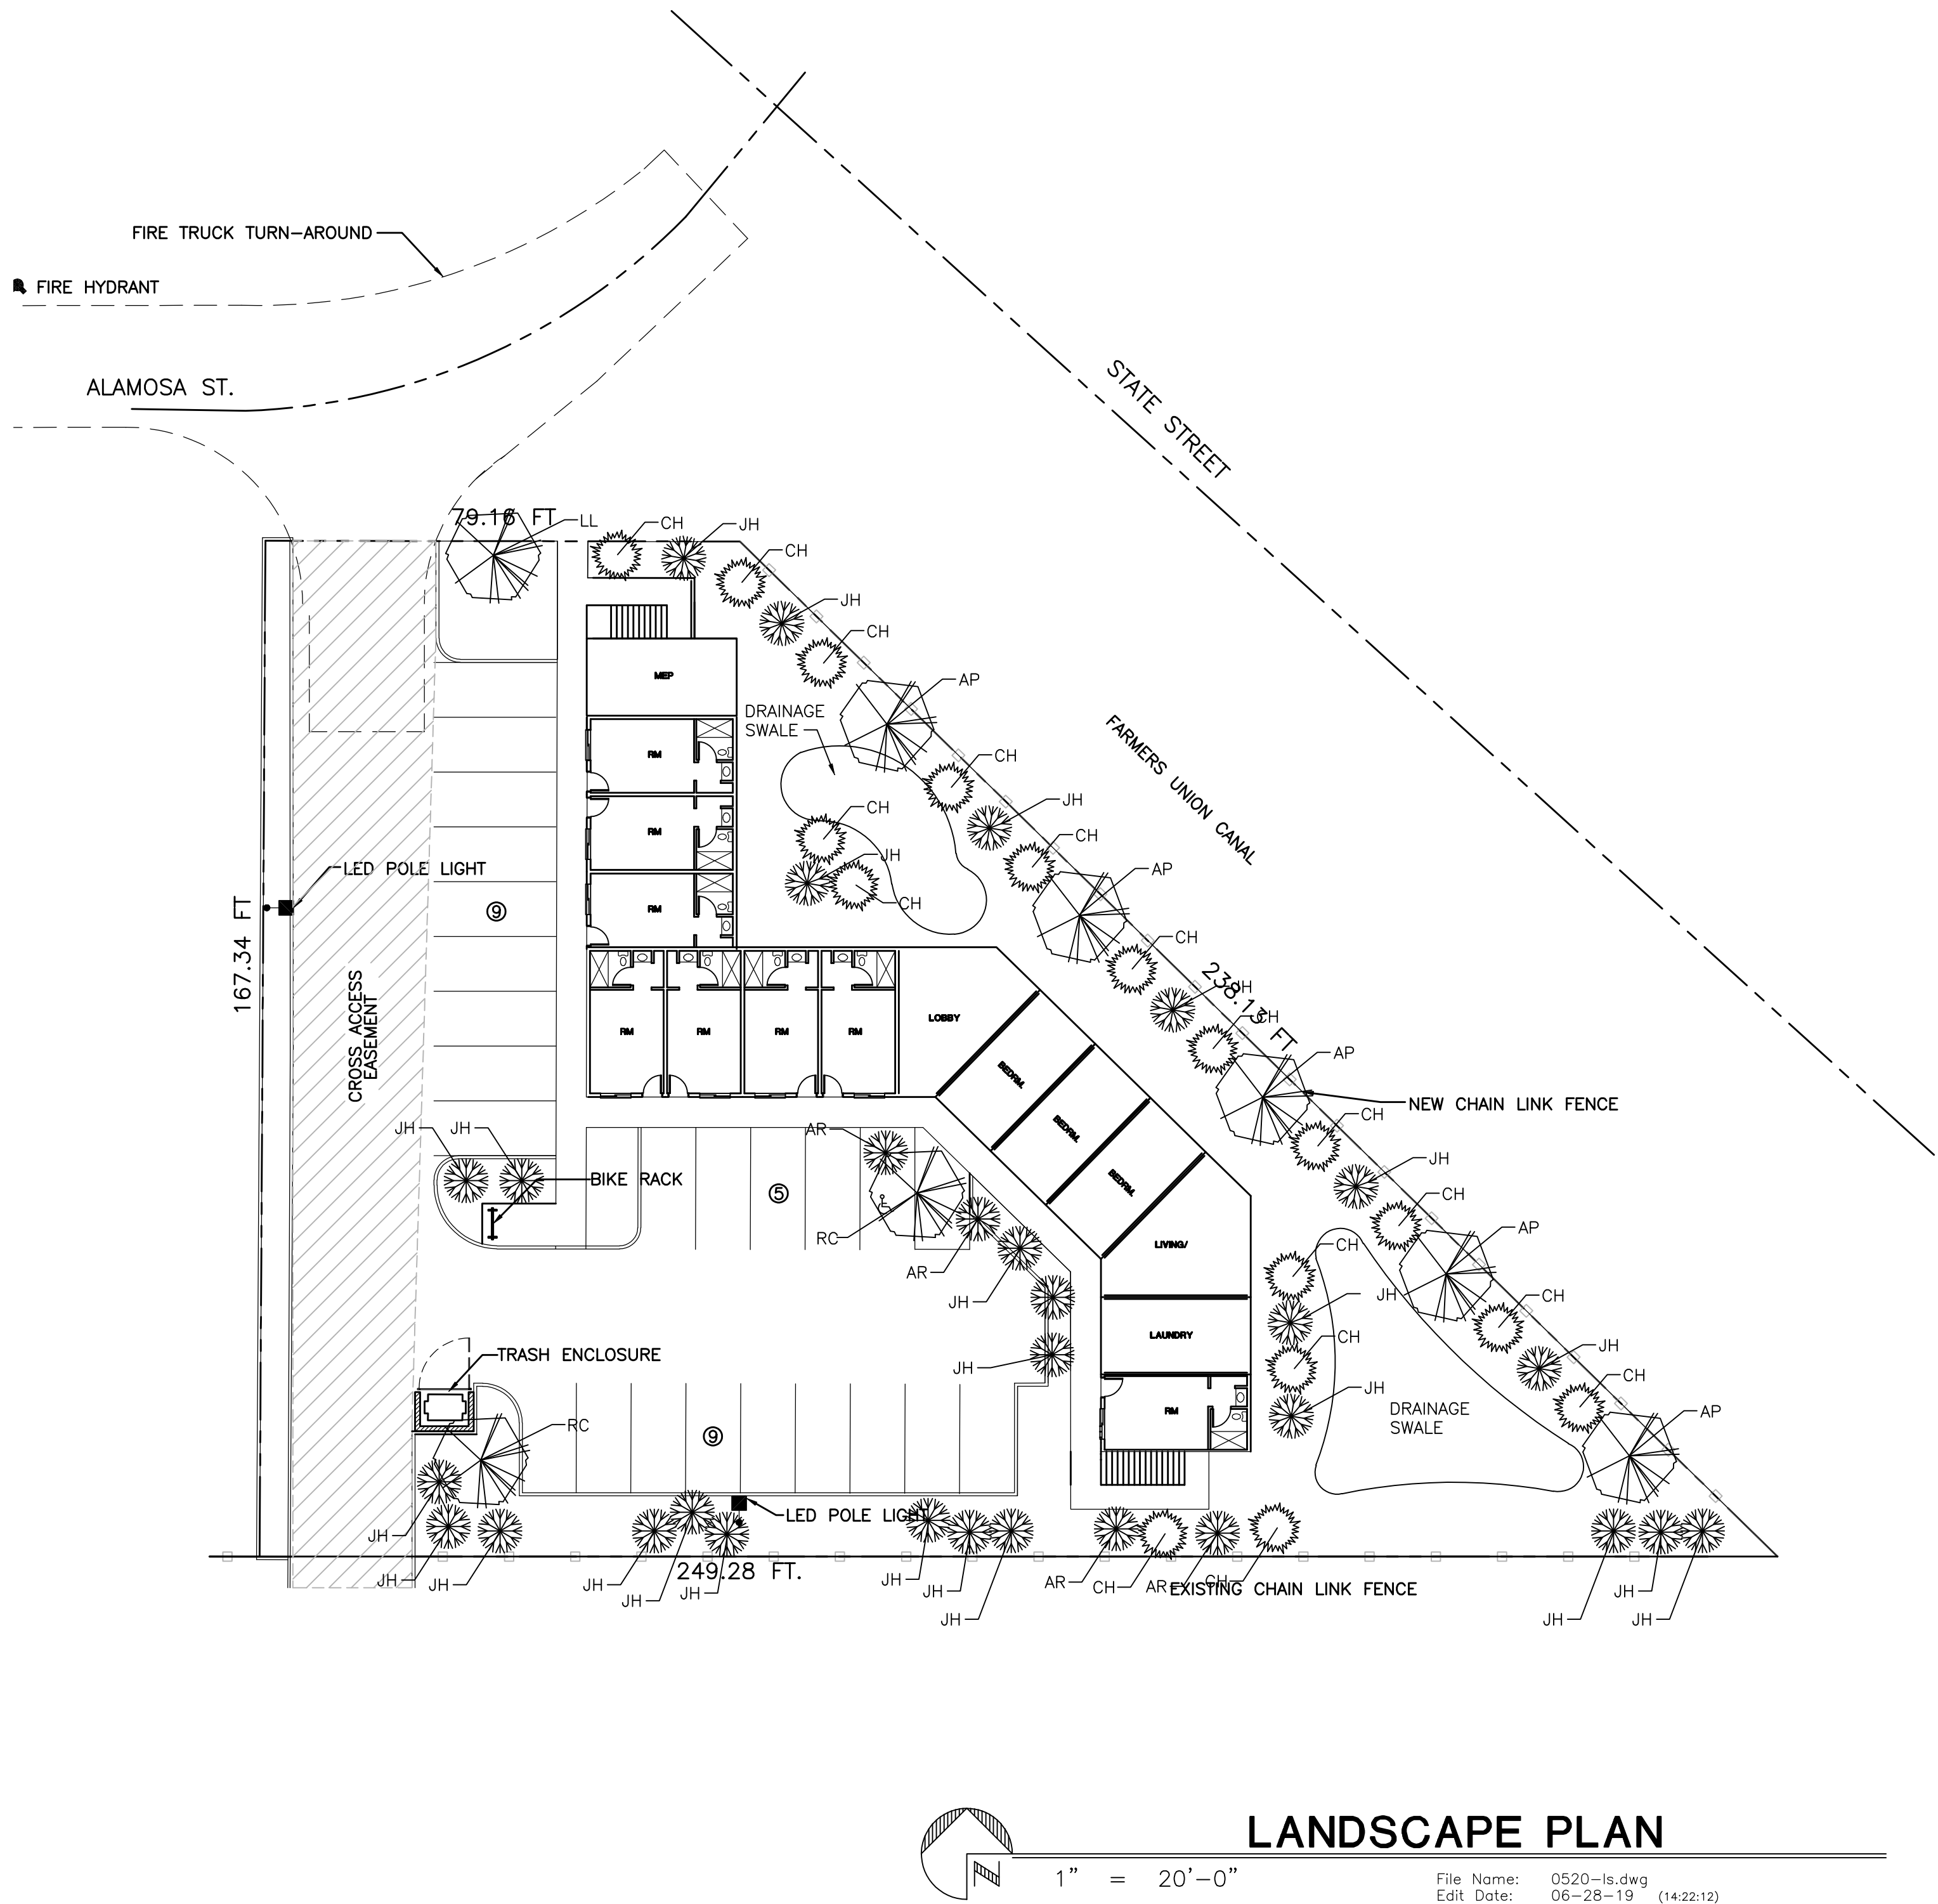 FIRE TRUCK TURN-AROUND
FIRE HYDRANT
ALAMOSA ST.
STATE STREET
79.16 FT
LL
CH
JH
CH
JH
CH
AP
MEP
DRAINAGE
SWALE
FARMERS UNION CANAL
RM
CH
JH
CH
JH
CH
RM
CH
AP
LED POLE LIGHT
9
RM
167.34 FT
CROSS ACCESS
EASEMENT
CH
JH
238.13 FT
CH
LOBBY
RM
RM
RM
RM
AP
BEDRM.
NEW CHAIN LINK FENCE
CH
JH
JH
AR
BEDRM.
JH
BIKE RACK
5
BEDRM.
CH
AP
RC
LIVING/
CH
AR
JH
JH
CH
LAUNDRY
CH
JH
TRASH ENCLOSURE
JH
JH
CH
RM
DRAINAGE
SWALE
AP
RC
9
LED POLE LIGHT
JH
JH
JH
249.28 FT.
JH
JH
JH
JH
JH
JH
AR
CH
AR
CH
EXISTING CHAIN LINK FENCE
JH
JH
JH
LANDSCAPE PLAN
N
1" = 20'-0"
File Name: 0520-ls.dwg
Edit Date: 06-28-19 (14:22:12)